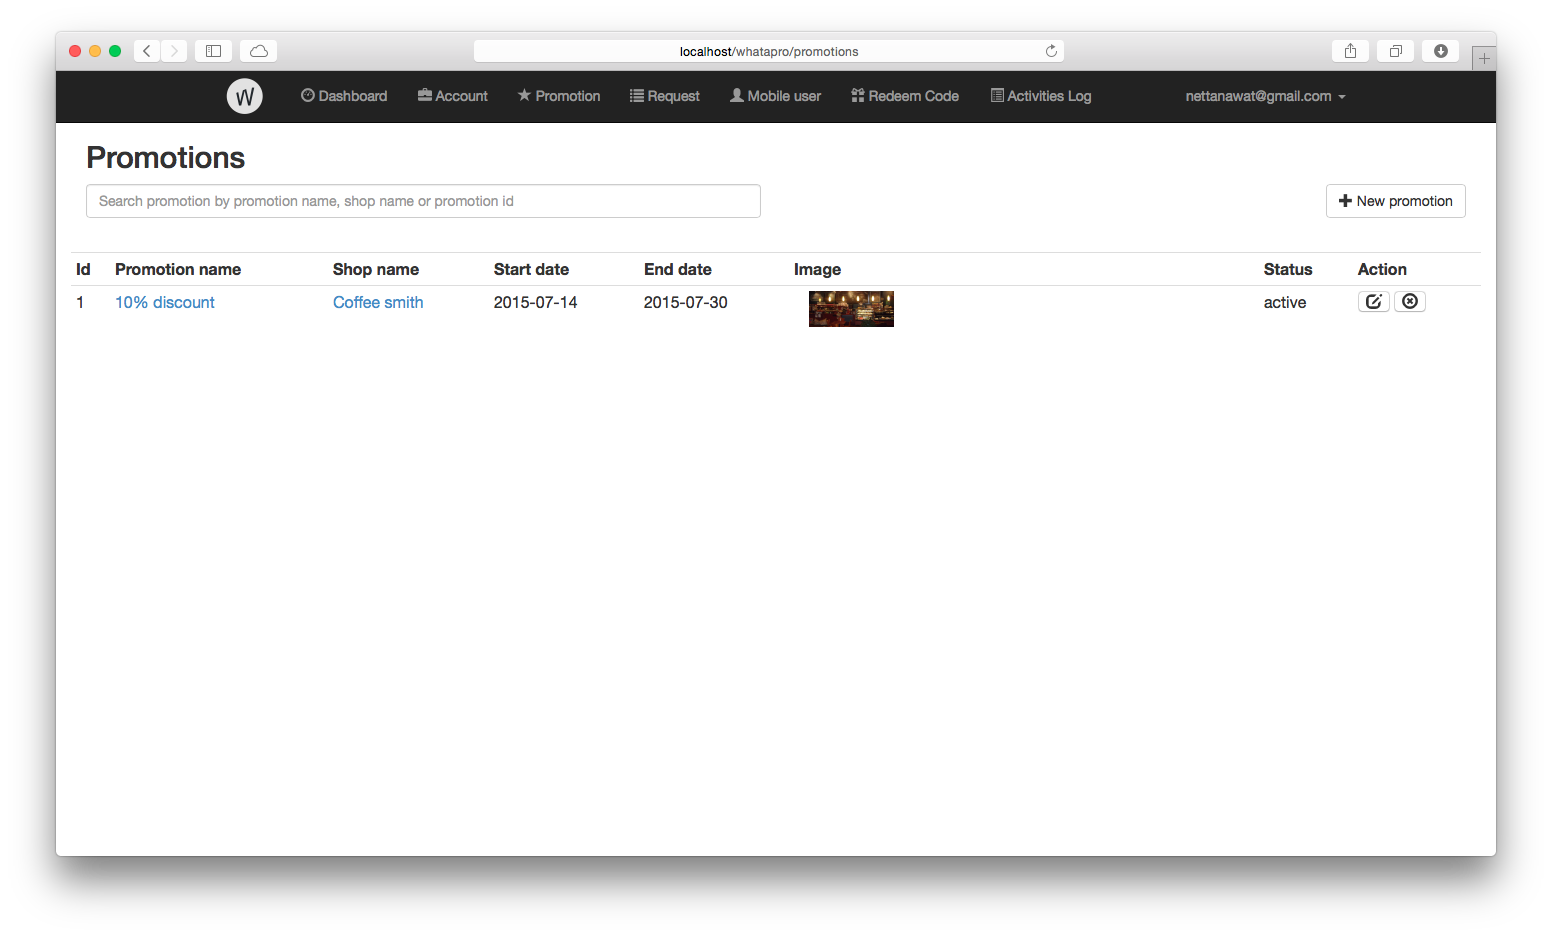 localhost/whatapro/promotions
W Dashboard Account Promotion Request Mobile user Redeem Code Activities Log nettanawat@gmail.com
Promotions
Search promotion by promotion name, shop name or promotion id
New promotion
Id Promotion name Shop name Start date End date Image Status Action
1 10% discount Coffee smith 2015-07-14 2015-07-30 active